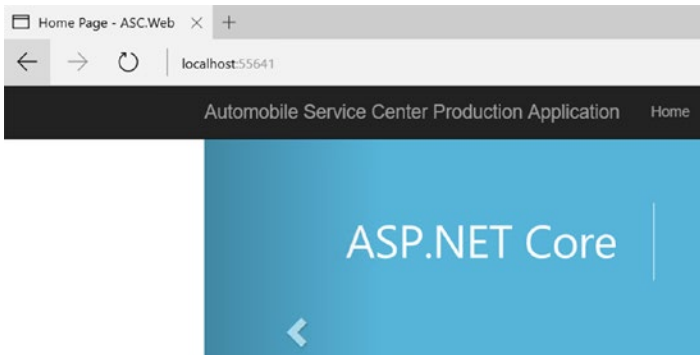 Home Page - ASC.Web
localhost:55641
Automobile Service Center Production Application Home
ASP.NET Core